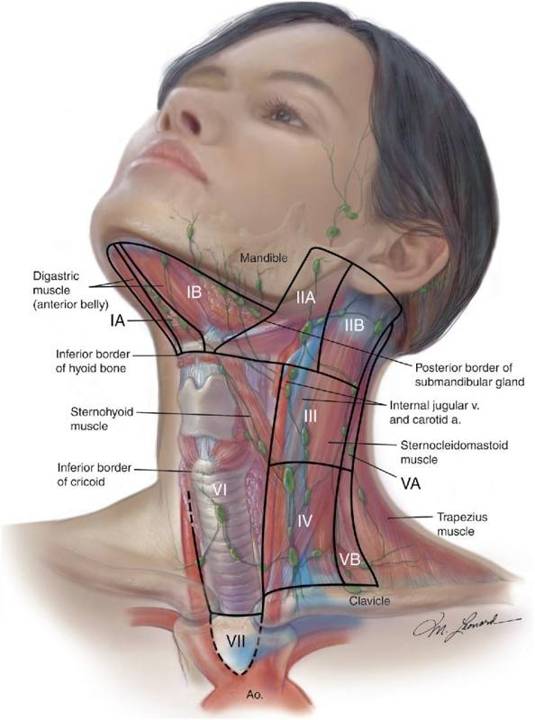 Mandible
Digastric
muscle
(anterior belly)
IB
IIA
IA
IIB
Inferior border
of hyoid bone
Posterior border of
submandibular gland
Internal jugular v.
and carotid a.
Sternohyoid
muscle
III
Sternocleidomastoid
muscle
Inferior border
of cricoid
VA
VI
IV
Trapezius
muscle
VB
Clavicle
VII
Ao.